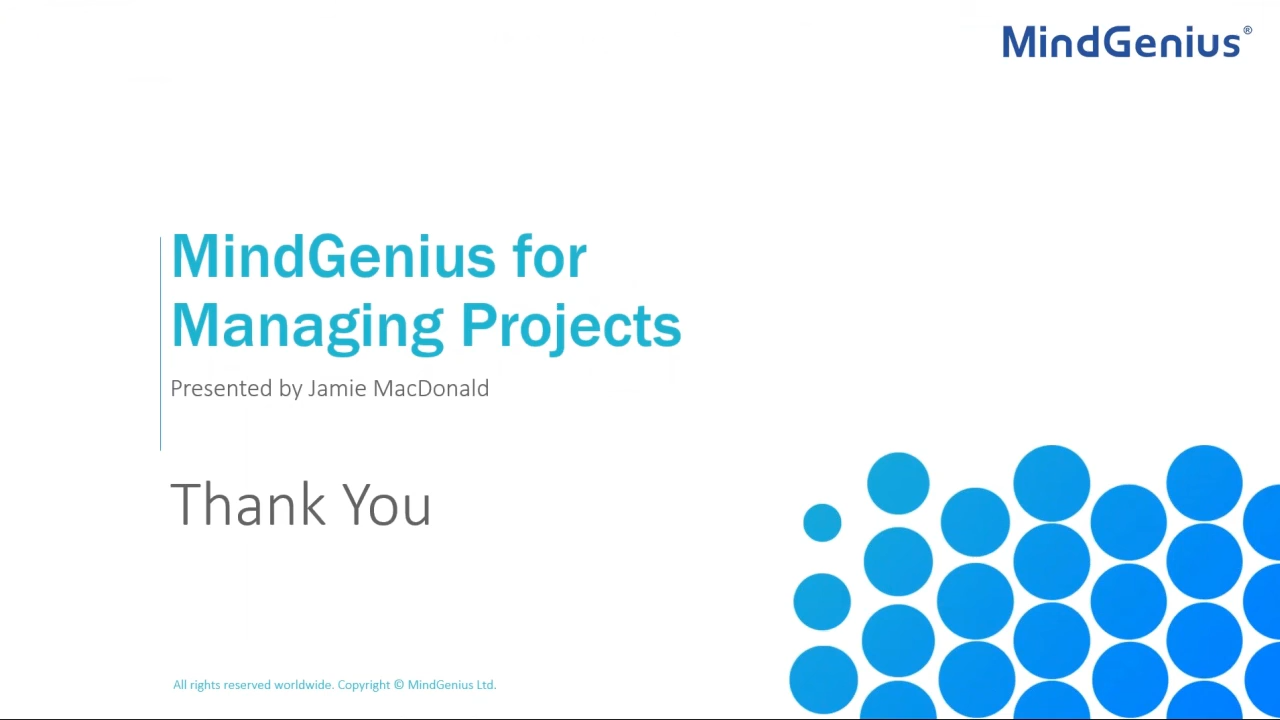 MindGenius®
MindGenius for
Managing Projects
Presented by Jamie MacDonald
Thank You
All rights reserved worldwide. Copyright © MindGenius Ltd.